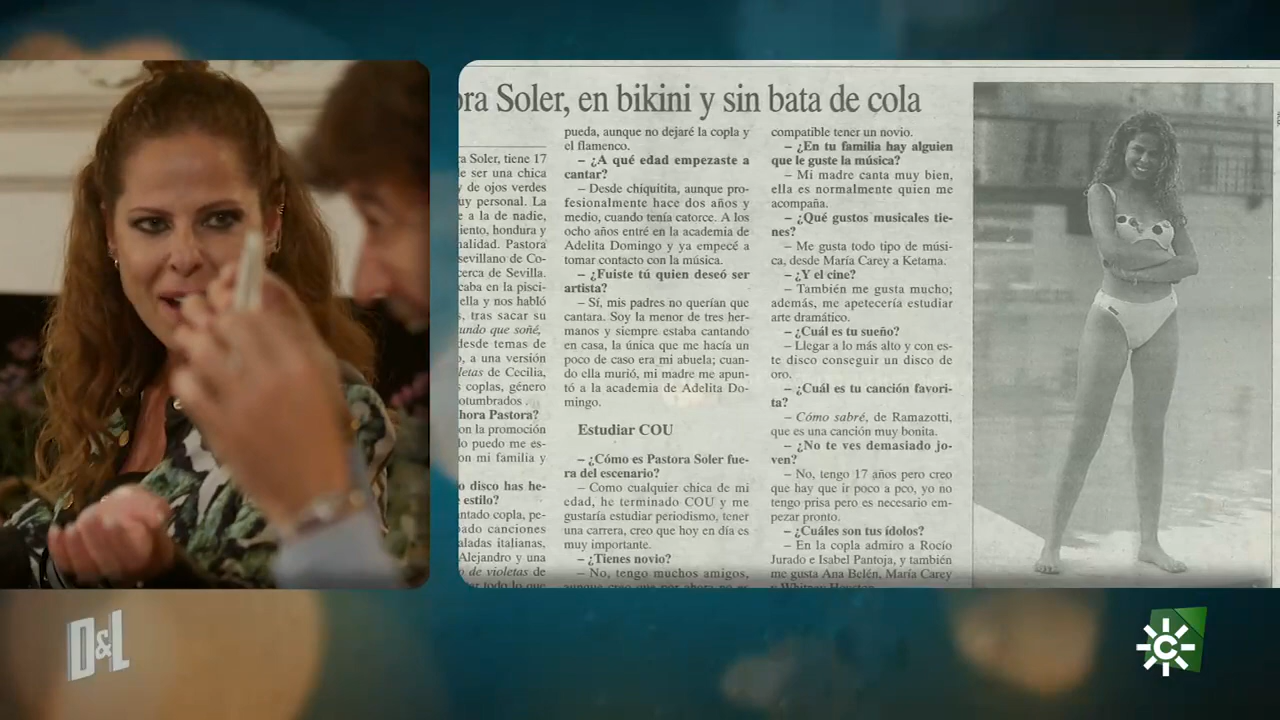 ora Soler, en bikini y sin bata de cola
ra Soler, tiene 17
e ser una chica
y de ojos verdes
uy personal. La
e a la de nadie,
iento, hondura y
nalidad. Pastora
sevillano de Co-
cerca de Sevilla.
caba en la pisci-
ella y nos habló
s, tras sacar su
undo que soñé,
desde temas de
o, a una versión
letas de Cecilia,
s coplas, género
otumbrados .
hora Pastora?
on la promoción
lo puedo me es-
on mi familia y
o disco has he-
estilo?
ntado copla, pe-
bado canciones
aladas italianas,
Alejandro y una
o de violetas de
er todo lo que
pueda, aunque no dejaré la copla y
el flamenco.
– ¿A qué edad empezaste a
cantar?
– Desde chiquitita, aunque pro-
fesionalmente hace dos años y
medio, cuando tenía catorce. A los
ocho años entré en la academia de
Adelita Domingo y ya empecé a
tomar contacto con la música.
– ¿Fuiste tú quien deseó ser
artista?
– Sí, mis padres no querían que
cantara. Soy la menor de tres her-
manos y siempre estaba cantando
en casa, la única que me hacía un
poco de caso era mi abuela; cuan-
do ella murió, mi madre me apun-
tó a la academia de Adelita Do-
mingo.
Estudiar COU
– ¿Cómo es Pastora Soler fue-
ra del escenario?
– Como cualquier chica de mi
edad, he terminado COU y me
gustaría estudiar periodismo, tener
una carrera, creo que hoy en día es
muy importante.
– ¿Tienes novio?
– No, tengo muchos amigos,
aunque creo que por ahora no es
compatible tener un novio.
– ¿En tu familia hay alguien
que le guste la música?
– Mi madre canta muy bien,
ella es normalmente quien me
acompaña.
– ¿Qué gustos musicales tie-
nes?
– Me gusta todo tipo de músi-
ca, desde María Carey a Ketama.
– ¿Y el cine?
– También me gusta mucho;
además, me apetecería estudiar
arte dramático.
– ¿Cuál es tu sueño?
– Llegar a lo más alto y con es-
te disco conseguir un disco de
oro.
– ¿Cuál es tu canción favori-
ta?
– Cómo sabré, de Ramazotti,
que es una canción muy bonita.
– ¿No te ves demasiado jo-
ven?
– No, tengo 17 años pero creo
que hay que ir poco a pco, yo no
tengo prisa pero es necesario em-
pezar pronto.
– ¿Cuáles son tus ídolos?
– En la copla admiro a Rocío
Jurado e Isabel Pantoja, y también
me gusta Ana Belén, María Carey
y Whitney Houston.
D&L
C